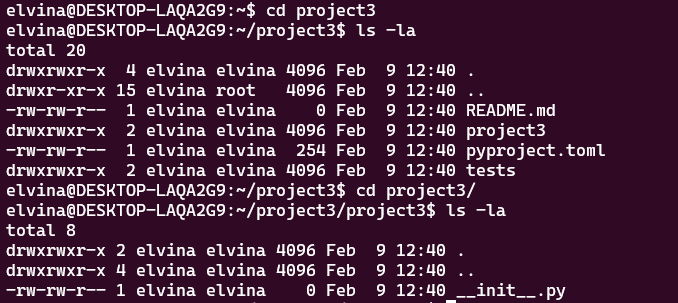 elvina@DESKTOP-LAQA2G9:~$ cd project3
elvina@DESKTOP-LAQA2G9:~/project3$ ls -la
total 20
drwxrwxr-x  4 elvina elvina 4096 Feb  9 12:40 .
drwxr-xr-x 15 elvina root   4096 Feb  9 12:40 ..
-rw-rw-r--  1 elvina elvina    0 Feb  9 12:40 README.md
drwxrwxr-x  2 elvina elvina 4096 Feb  9 12:40 project3
-rw-rw-r--  1 elvina elvina  254 Feb  9 12:40 pyproject.toml
drwxrwxr-x  2 elvina elvina 4096 Feb  9 12:40 tests
elvina@DESKTOP-LAQA2G9:~/project3$ cd project3/
elvina@DESKTOP-LAQA2G9:~/project3/project3$ ls -la
total 8
drwxrwxr-x 2 elvina elvina 4096 Feb  9 12:40 .
drwxrwxr-x 4 elvina elvina 4096 Feb  9 12:40 ..
-rw-rw-r-- 1 elvina elvina    0 Feb  9 12:40 __init__.py